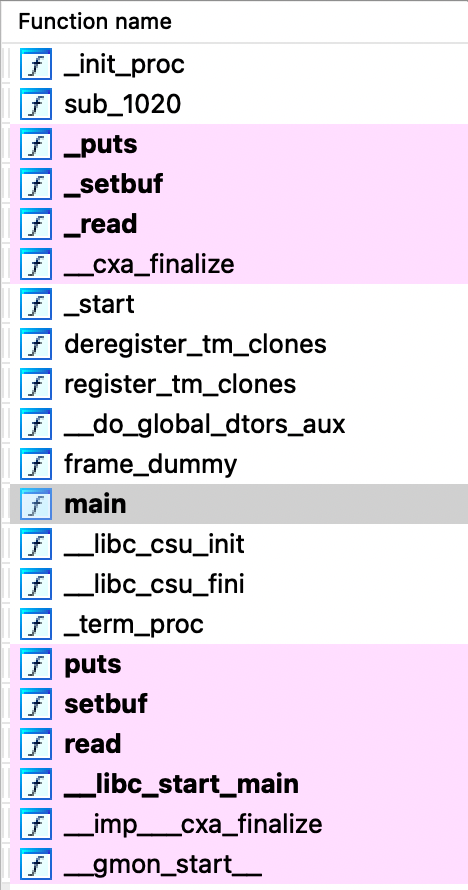 Function name
_init_proc
sub_1020
_puts
_setbuf
_read
__cxa_finalize
_start
deregister_tm_clones
register_tm_clones
__do_global_dtors_aux
frame_dummy
main
__libc_csu_init
__libc_csu_fini
_term_proc
puts
setbuf
read
__libc_start_main
__imp___cxa_finalize
__gmon_start__